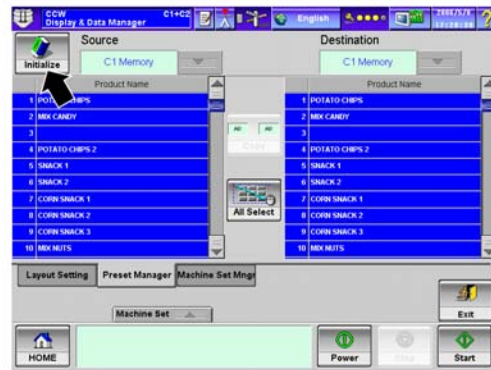 CCW
Display & Data Manager
C1+C2
English
2006/5/8
Initialize
Source
Destination
C1 Memory
C1 Memory
Product Name
Product Name
1 CHIPS
2 MIX CANDY
3
4 POTATO CHIPS 2
5 SNACK 1
6 SNACK 2
7 CORN SNACK 1
8 CORN SNACK 2
9 CORN SNACK 3
10 MIX NUTS
Copy
All Select
1 POTATO CHIPS
2 MIX CANDY
3
4 POTATO CHIPS 2
5 SNACK 1
6 SNACK 2
7 CORN SNACK 1
8 CORN SNACK 2
9 CORN SNACK 3
10 MIX NUTS
Layout Setting
Preset Manager
Machine Set Mngr
Machine Set
Exit
HOME
Power
Stop
Start